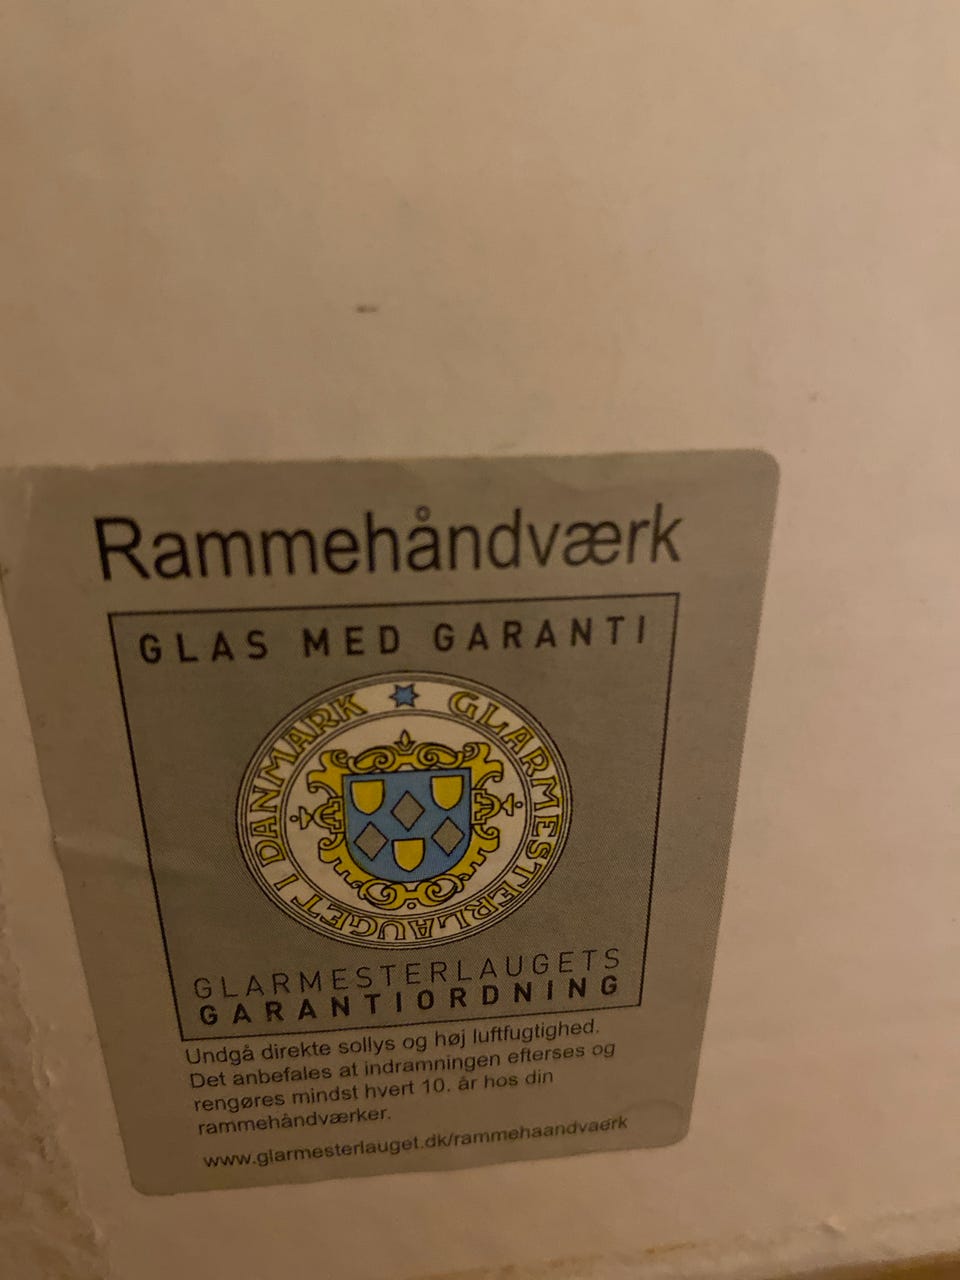 Rammehåndværk
GLAS MED GARANTI
GLARMESTERLAUGET I DANMARK
GLARMESTERLAUGETS
GARANTIORDNING
Undgå direkte sollys og høj luftfugtighed.
Det anbefales at indramningen efterses og
rengøres mindst hvert 10. år hos din
rammehåndværker.
www.glarmesterlauget.dk/rammehaandvaerk